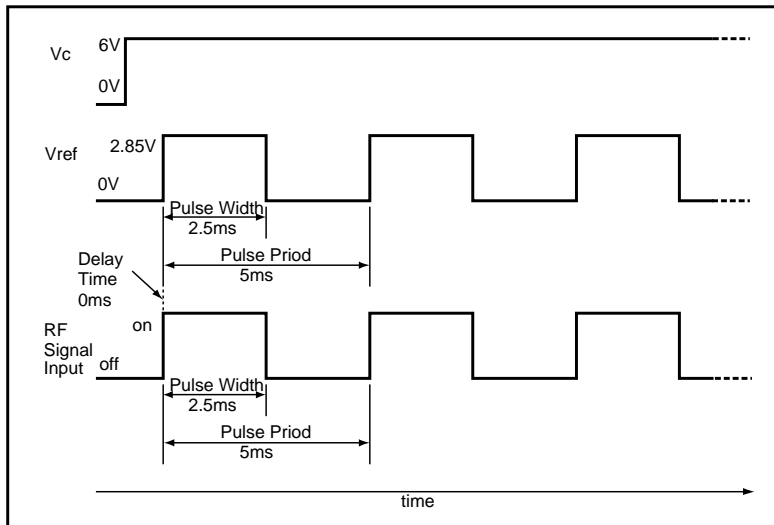 Vc
6V
0V
Vref
2.85V
0V
Pulse Width
2.5ms
Pulse Priod
5ms
Delay
Time
0ms
RF
Signal
Input
on
off
Pulse Width
2.5ms
Pulse Priod
5ms
time